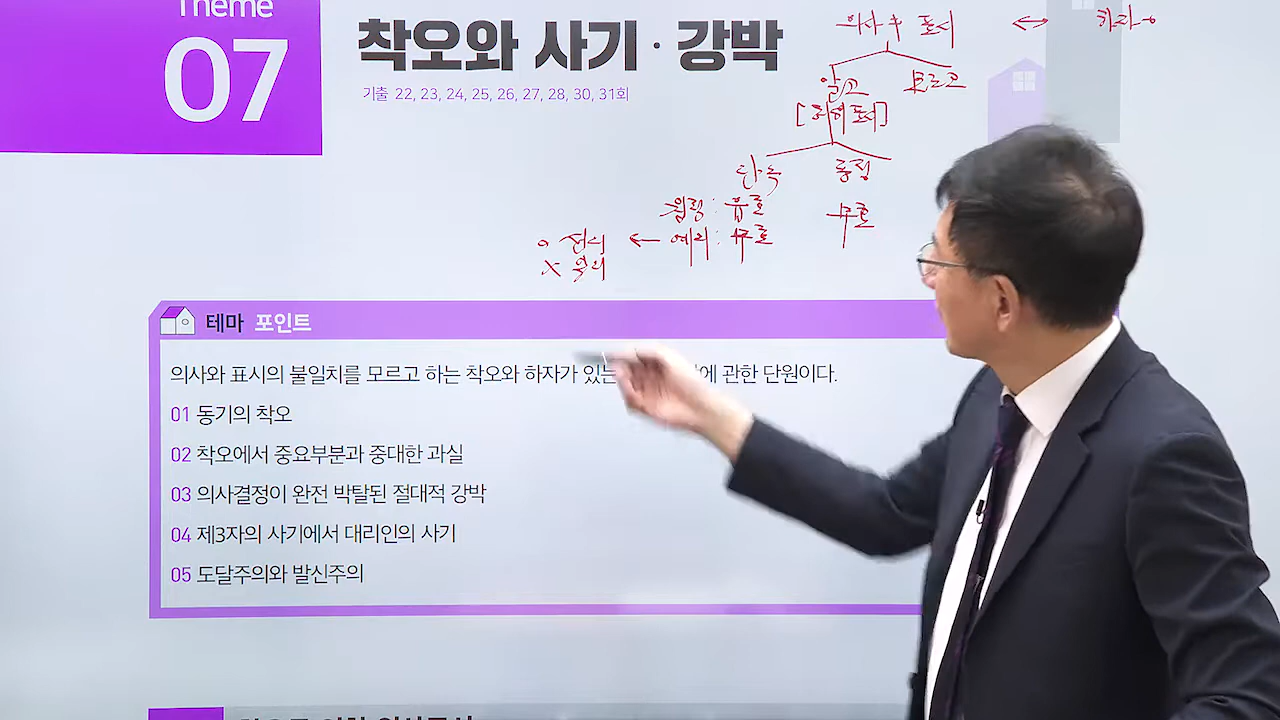 Theme
07
착오와 사기·강박
기출 22, 23, 24, 25, 26, 27, 28, 30, 31회
의사 ≠ 표시 ↔ 하자
알고 모르고
[허위표시]
단독 통정
원칙 : 유효 무효
○ 선의 ← 예외 : 무효
× 악의
테마 포인트
의사와 표시의 불일치를 모르고 하는 착오와 하자가 있는 에 관한 단원이다.
01 동기의 착오
02 착오에서 중요부분과 중대한 과실
03 의사결정이 완전 박탈된 절대적 강박
04 제3자의 사기에서 대리인의 사기
05 도달주의와 발신주의